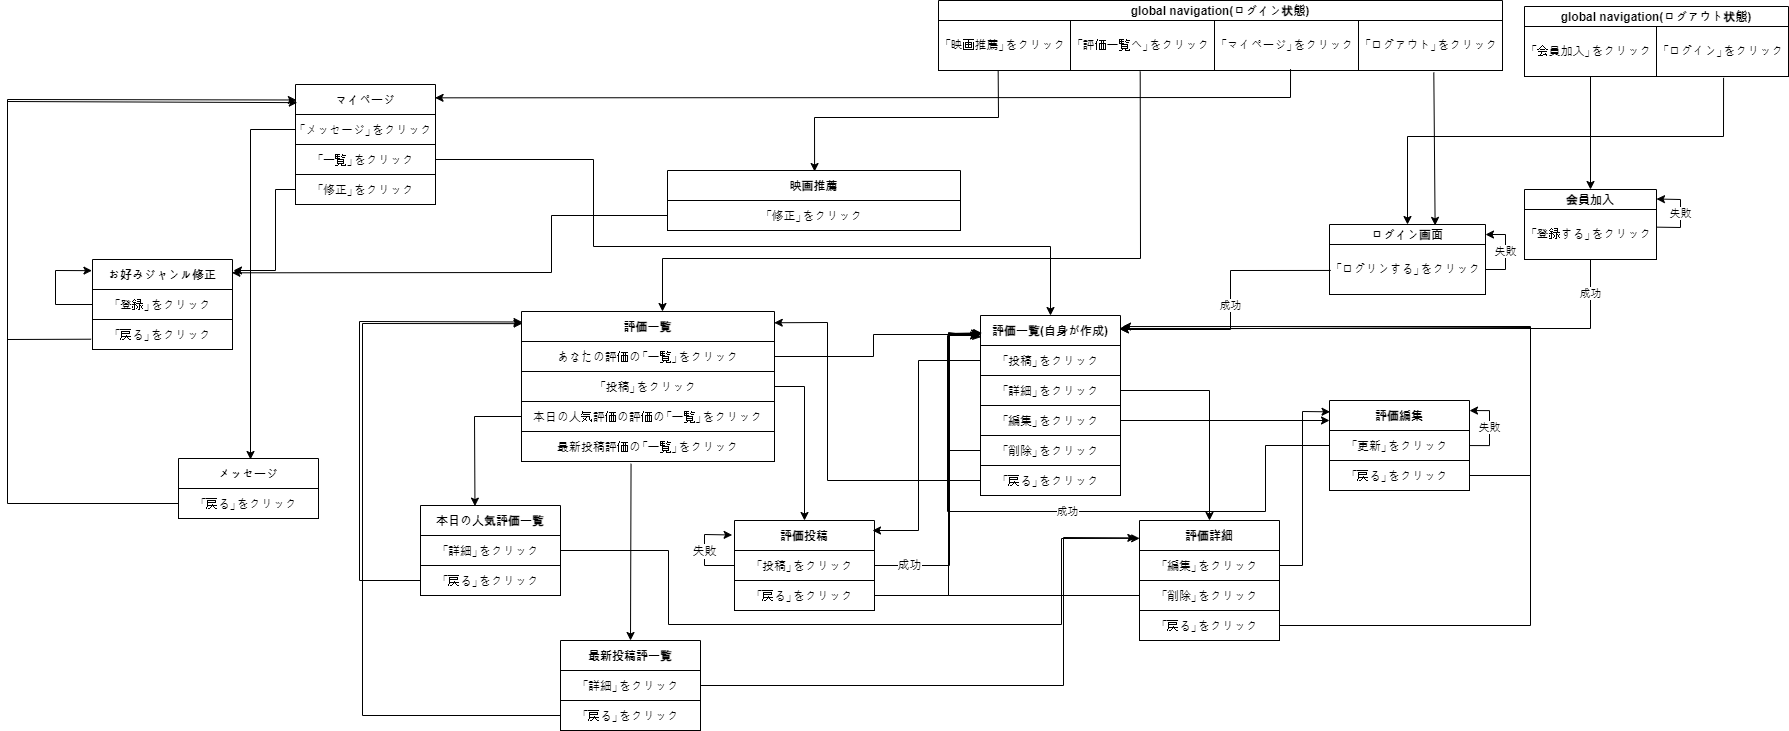 global navigation(ログイン状態)
「映画推薦」をクリック
「評価一覧へ」をクリック
「マイページ」をクリック
「ログアウト」をクリック
global navigation(ログアウト状態)
「会員加入」をクリック
「ログイン」をクリック
マイページ
「メッセージ」をクリック
「一覧」をクリック
「修正」をクリック
映画推薦
「修正」をクリック
会員加入
「登録する」をクリック
失敗
成功
ログイン画面
「ログリンする」をクリック
失敗
成功
お好みジャンル修正
「登録」をクリック
「戻る」をクリック
評価一覧
あなたの評価の「一覧」をクリック
「投稿」をクリック
本日の人気評価の評価の「一覧」をクリック
最新投稿評価の「一覧」をクリック
評価一覧(自身が作成)
「投稿」をクリック
「詳細」をクリック
「編集」をクリック
「削除」をクリック
「戻る」をクリック
評価編集
「更新」をクリック
「戻る」をクリック
失敗
成功
メッセージ
「戻る」をクリック
本日の人気評価一覧
「詳細」をクリック
「戻る」をクリック
評価投稿
「投稿」をクリック
「戻る」をクリック
失敗
成功
評価詳細
「編集」をクリック
「削除」をクリック
「戻る」をクリック
最新投稿評一覧
「詳細」をクリック
「戻る」をクリック